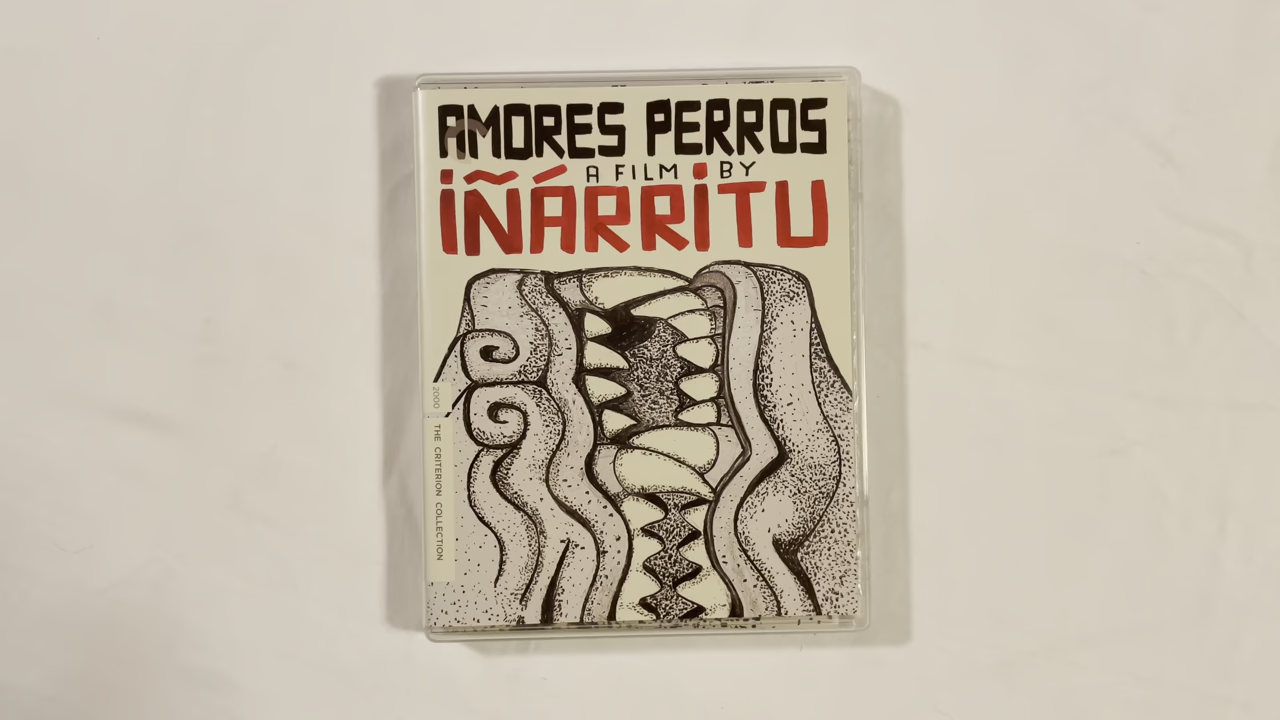 AMORES PERROS
A FILM BY
IÑÁRRITU
2000
THE CRITERION COLLECTION